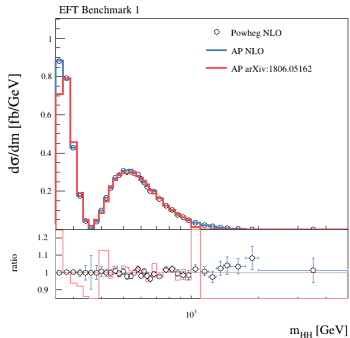 EFT Benchmark 1
Powheg NLO
AP NLO
AP arXiv:1806.05162
dσ/dm [fb/GeV]
1
0.8
0.6
0.4
0.2
ratio
1.2
1.1
1.0
0.9
10³
m_HH [GeV]